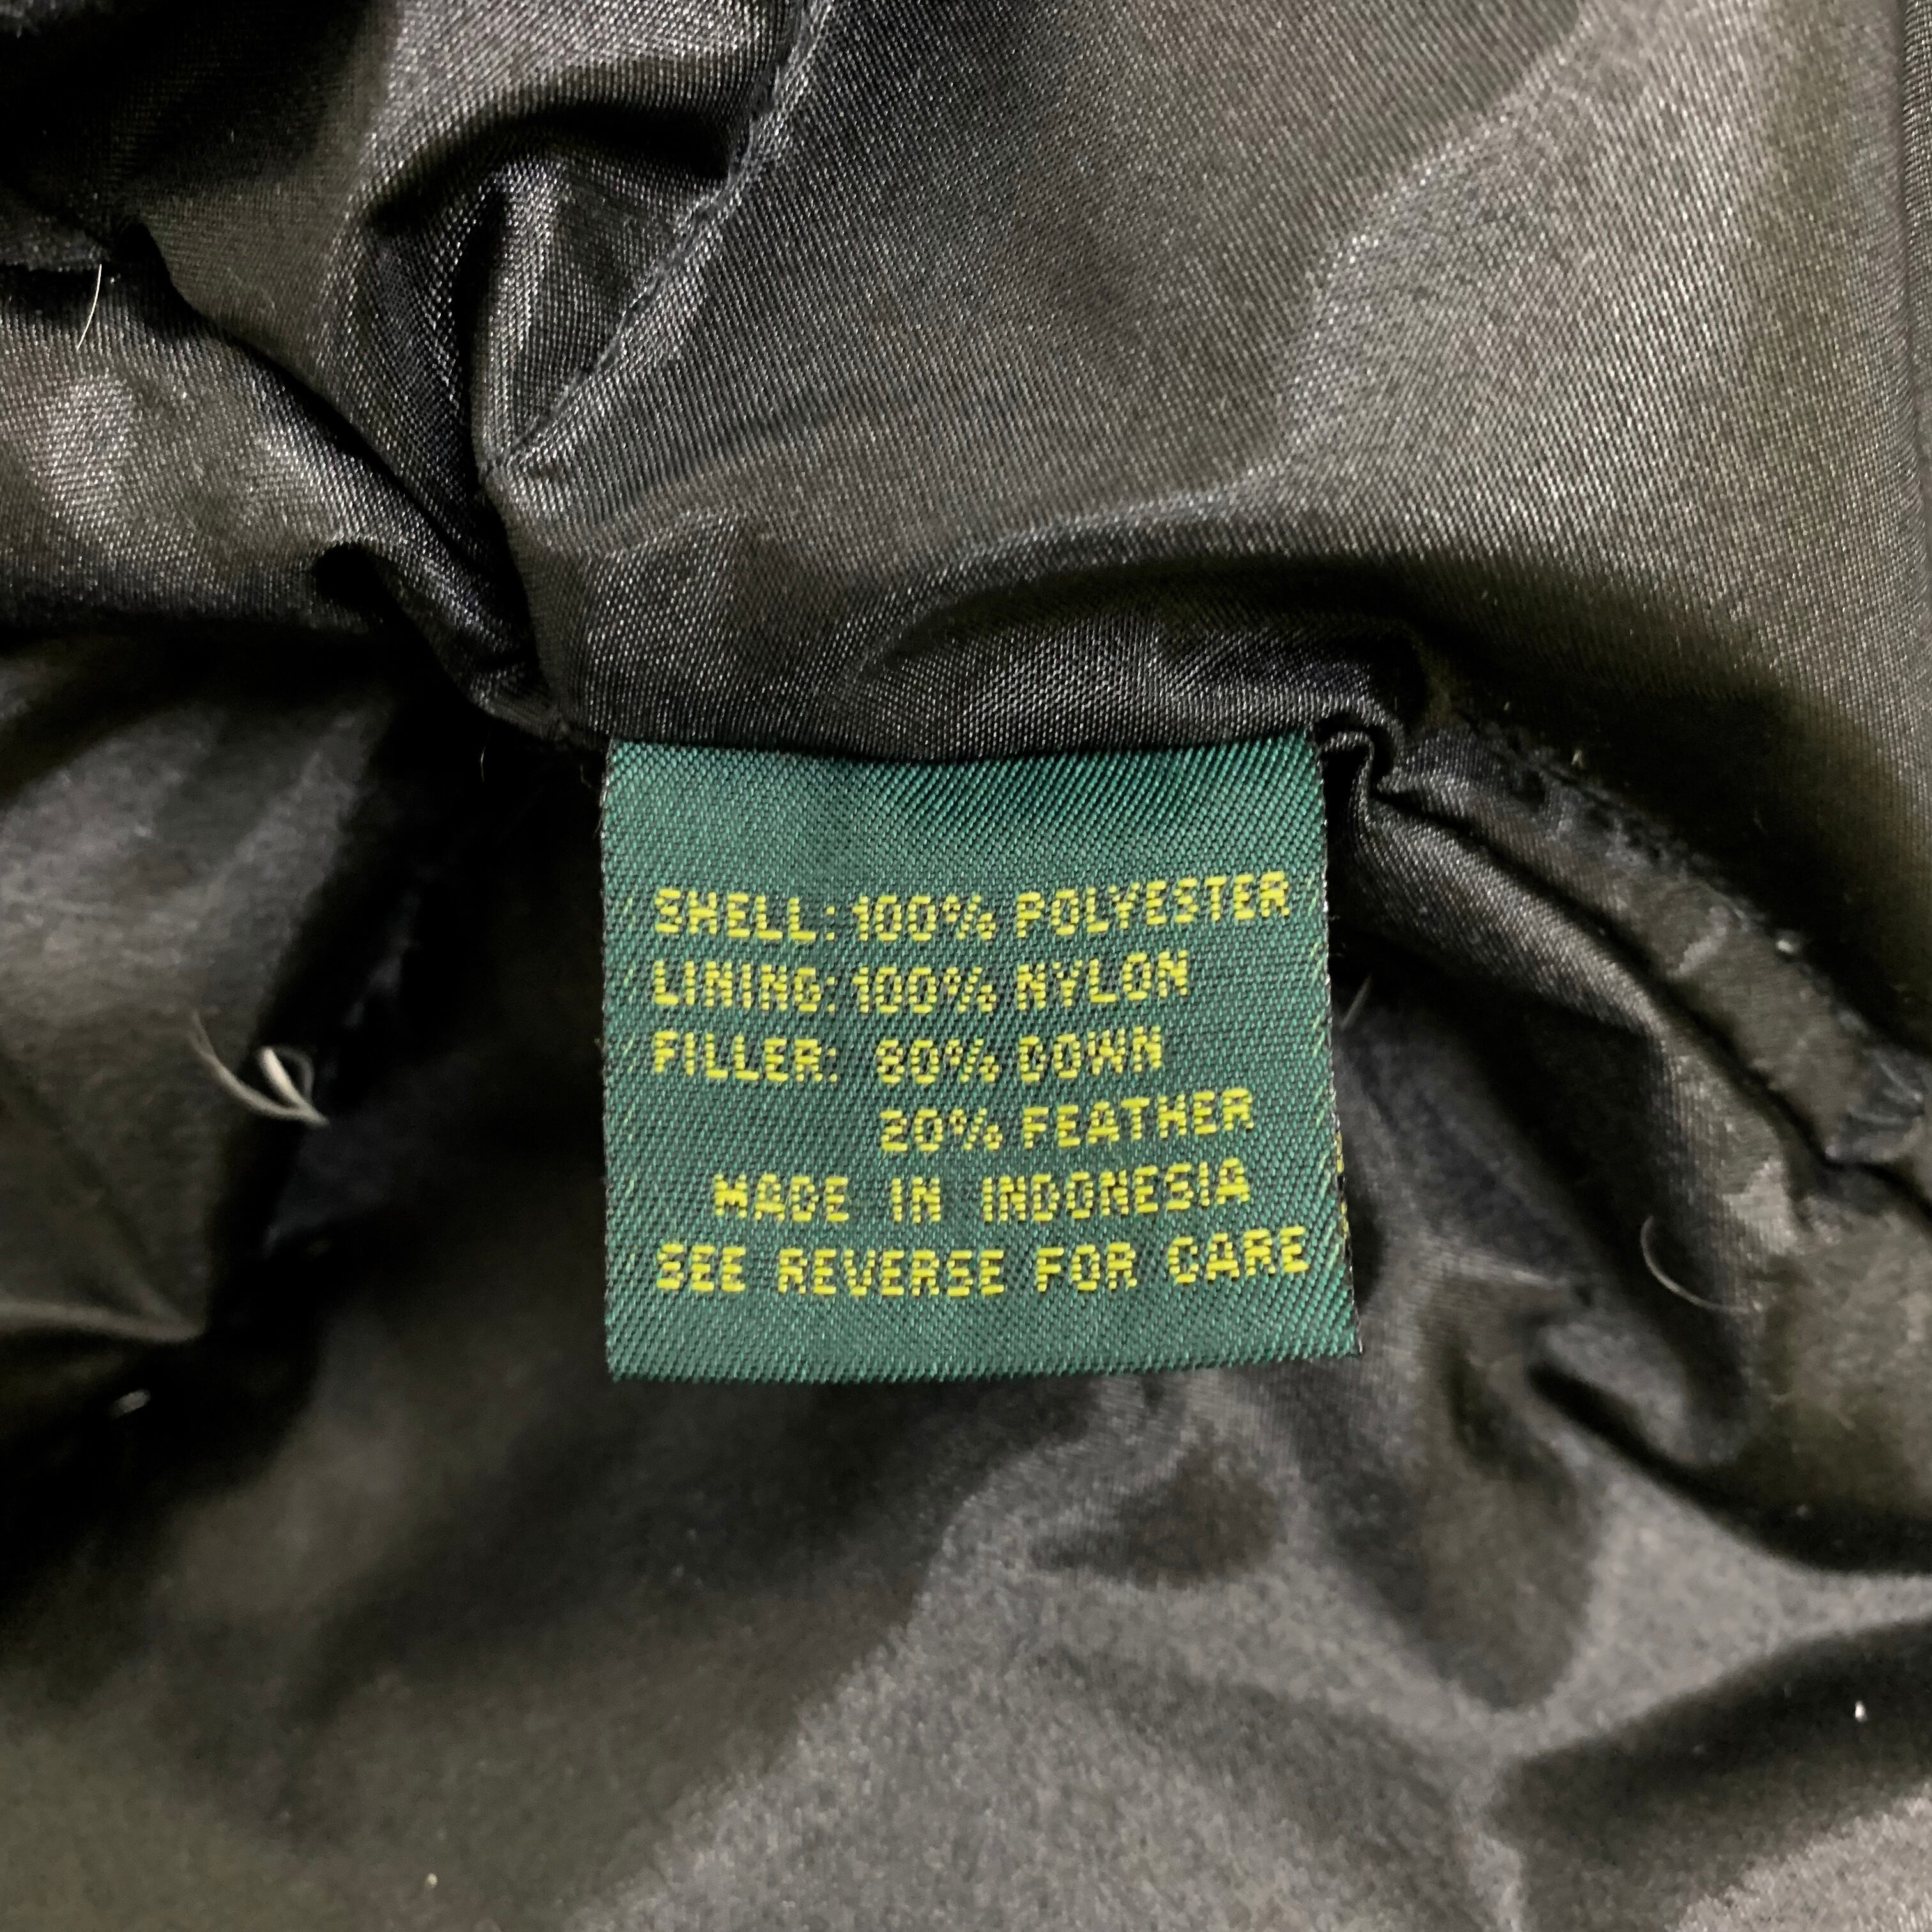 SHELL: 100% POLYESTER
LINING: 100% NYLON
FILLER: 80% DOWN
20% FEATHER
MADE IN INDONESIA
SEE REVERSE FOR CARE